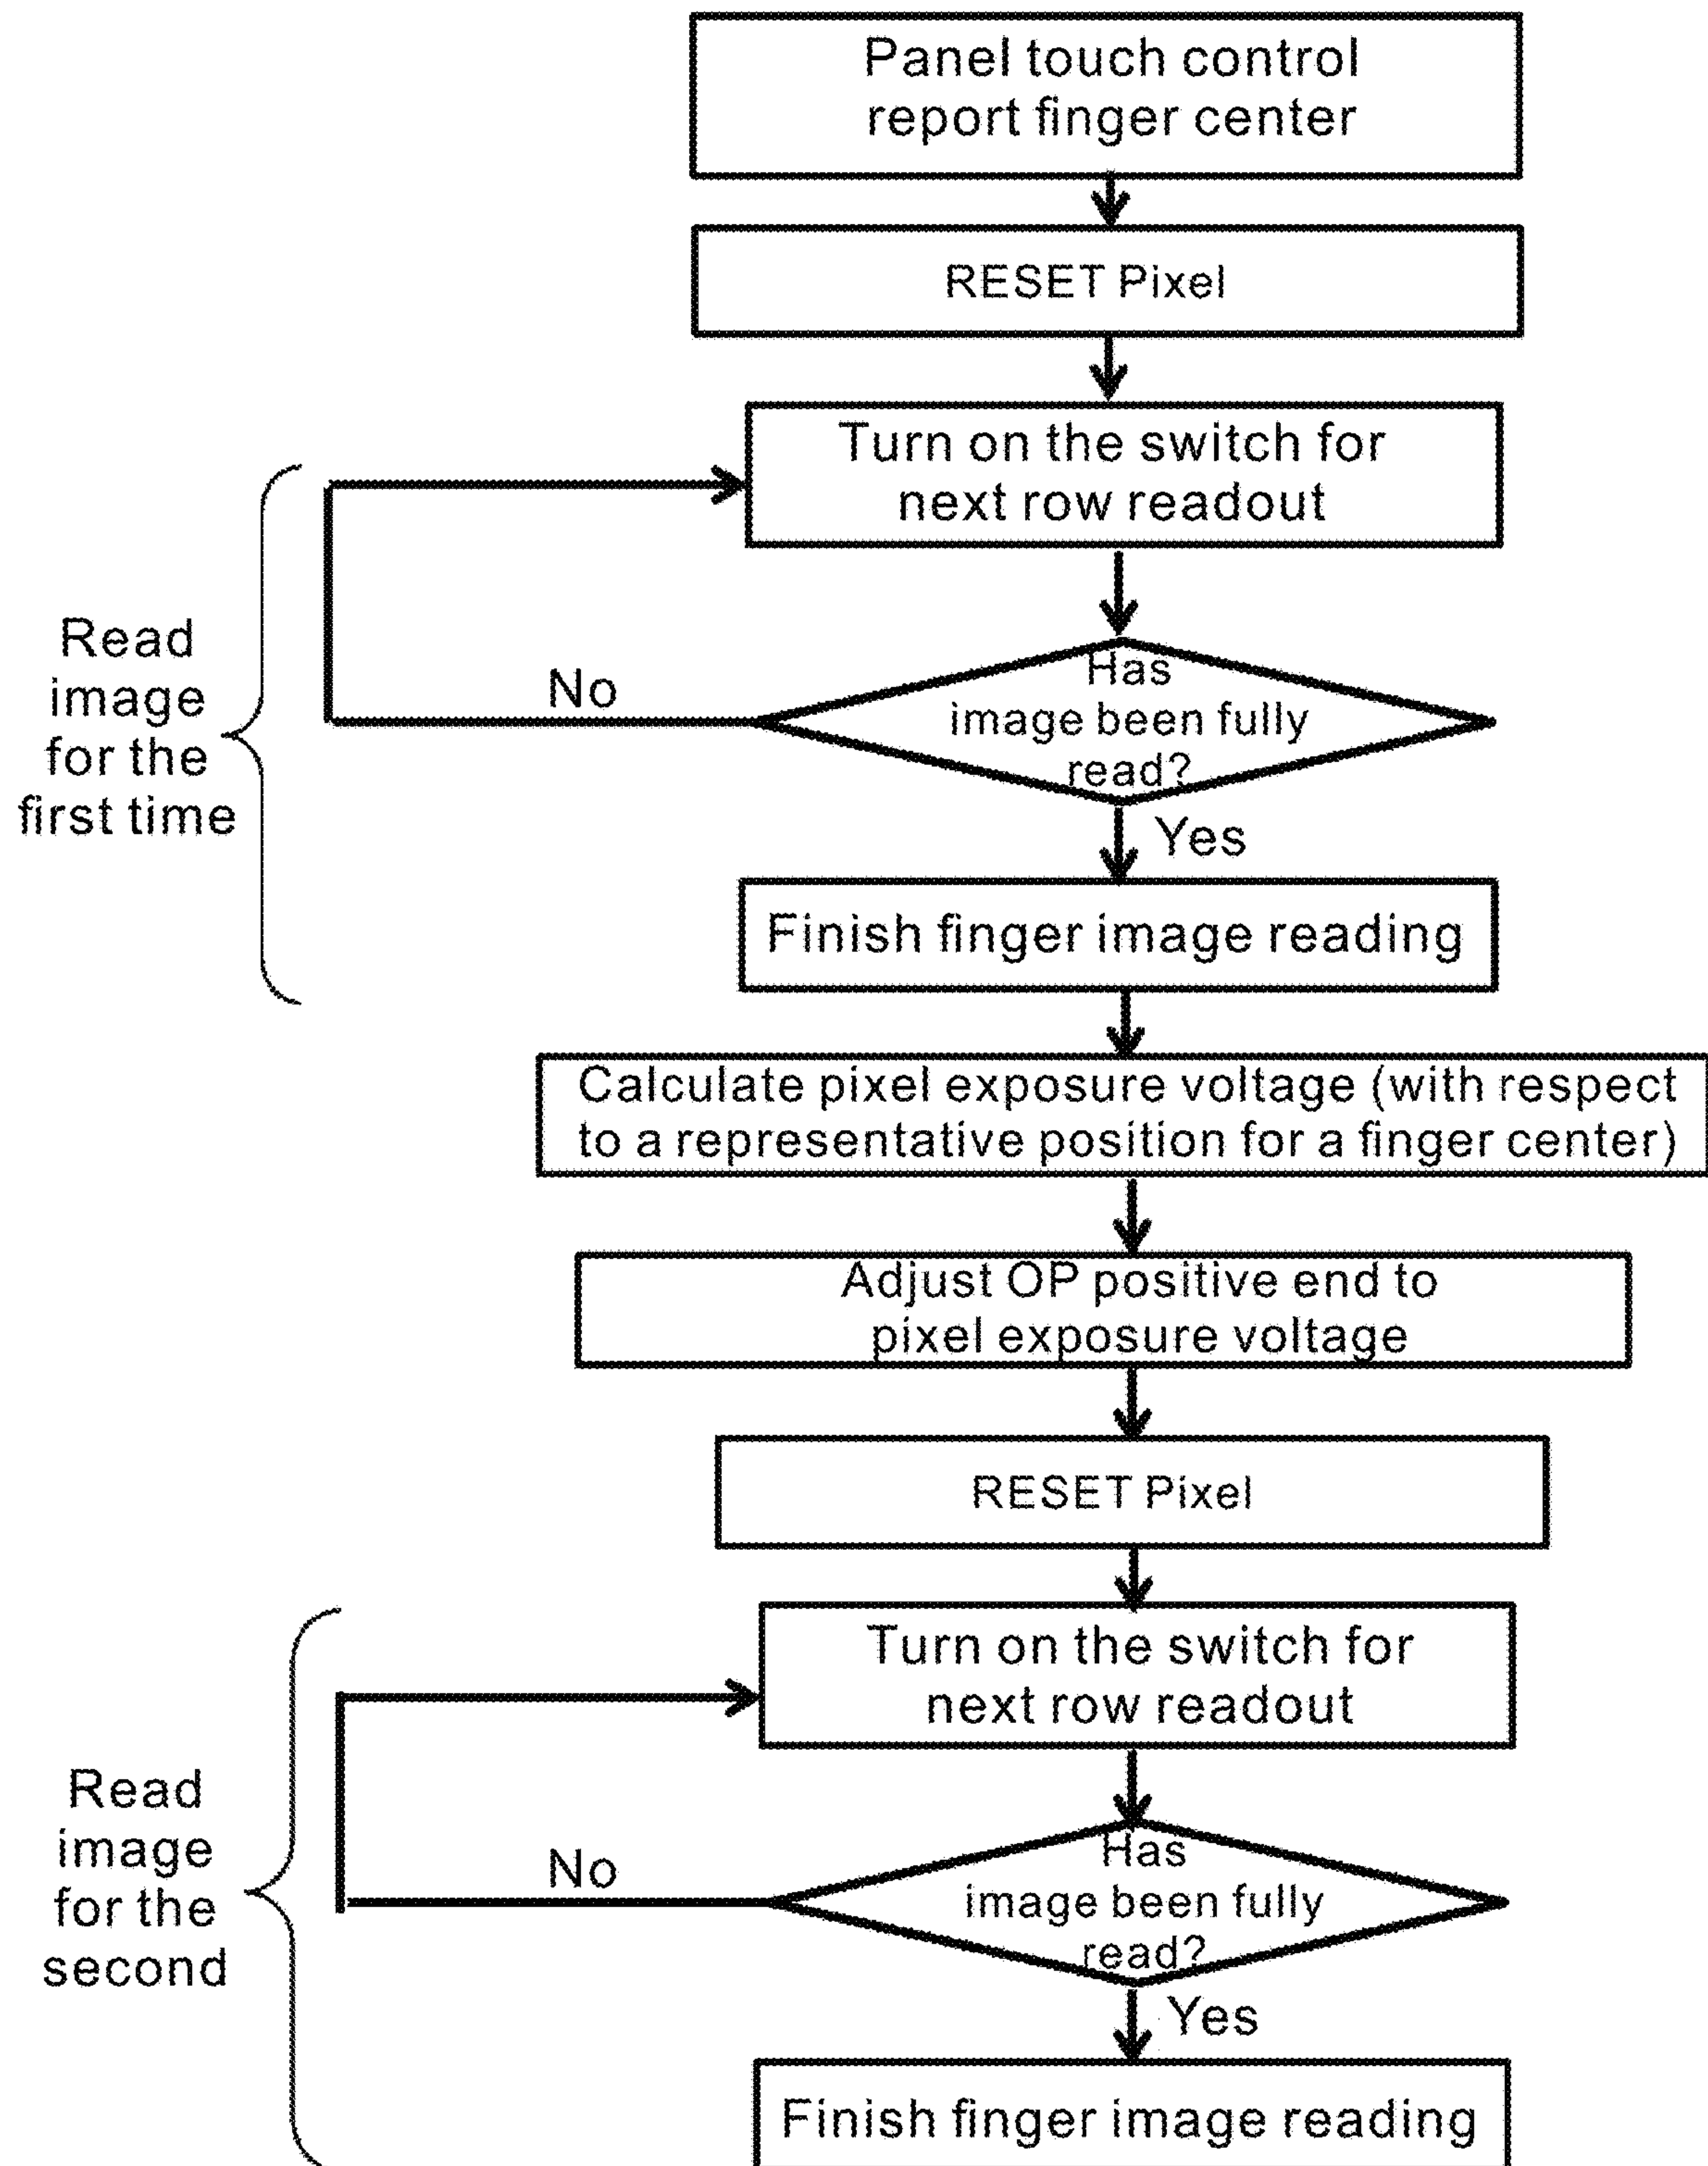 Panel touch control
report finger center
RESET Pixel
Turn on the switch for
next row readout
Read
image
for the
first time
No
Has
image been fully
read?
Yes
Finish finger image reading
Calculate pixel exposure voltage (with respect
to a representative position for a finger center)
Adjust OP positive end to
pixel exposure voltage
RESET Pixel
Turn on the switch for
next row readout
Read
image
for the
second
No
Has
image been fully
read?
Yes
Finish finger image reading